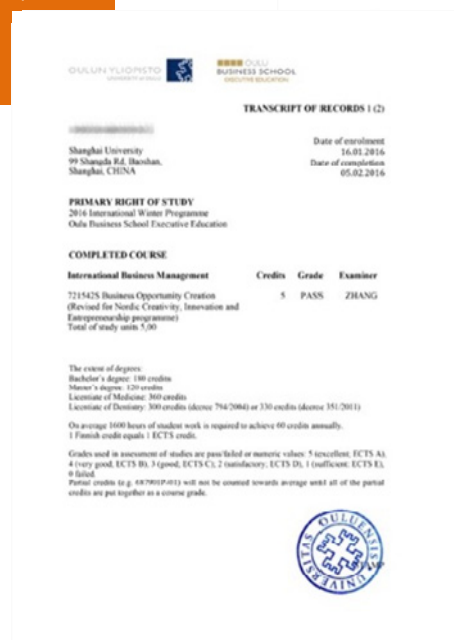 OULUN YLIOPISTO
UNIVERSITY of OULU
OULU
BUSINESS SCHOOL
EXECUTIVE EDUCATION
TRANSCRIPT OF RECORDS 1 (2)
Date of enrolment
16.01.2016
Date of completion
05.02.2016
Shanghai University
99 Shangda Rd, Baoshan,
Shanghai, CHINA
PRIMARY RIGHT OF STUDY
2016 International Winter Programme
Oulu Business School Executive Education
COMPLETED COURSE
International Business Management Credits Grade Examiner
721542S Business Opportunity Creation 5 PASS ZHANG
(Revised for Nordic Creativity, Innovation and
Entrepreneurship programme)
Total of study units 5,00
The extent of degrees:
Bachelor's degree: 180 credits
Master's degree: 120 credits
Licentiate of Medicine: 360 credits
Licentiate of Dentistry: 300 credits (decree 794/2004) or 330 credits (decree 351/2011)
On average 1600 hours of student work is required to achieve 60 credits annually.
1 Finnish credit equals 1 ECTS credit.
Grades used in assessment of studies are pass/failed or numeric values: 5 (excellent; ECTS A),
4 (very good; ECTS B), 3 (good; ECTS C), 2 (satisfactory; ECTS D), 1 (sufficient; ECTS E),
0 failed.
Partial credits (e.g. 687901P-01) will not be counted towards average until all of the partial
credits are put together as a course grade.
UNIVERSITAS OULUENSIS